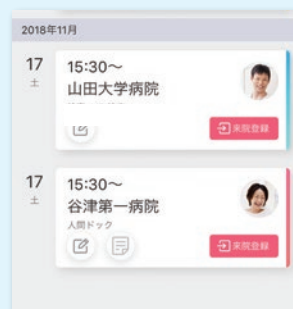 2018年11月
17
土
15:30〜
山田大学病院
来院登録
17
土
15:30〜
谷津第一病院
人間ドック
来院登録